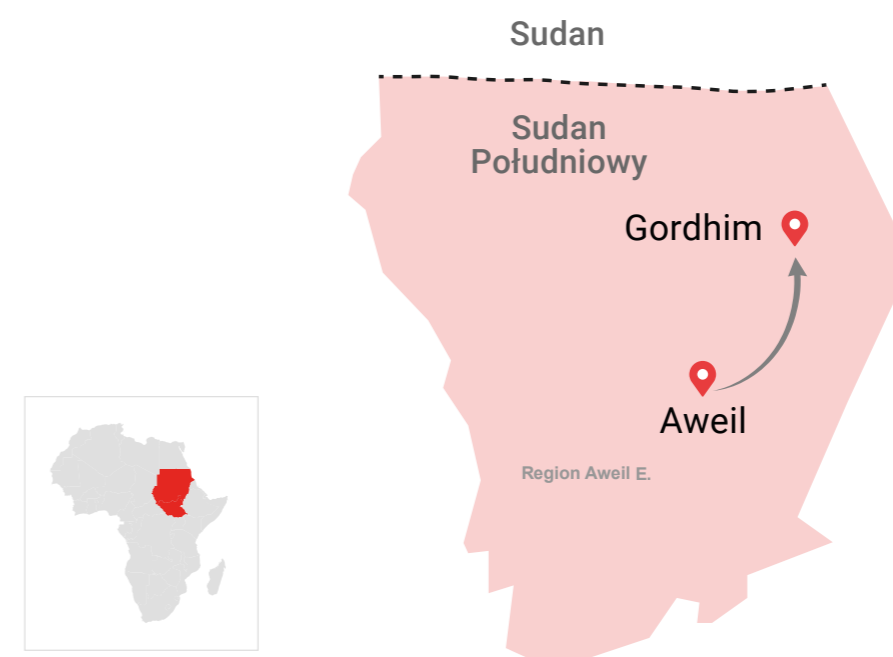 Sudan
Sudan
Południowy
Gordhim
Aweil
Region Aweil E.